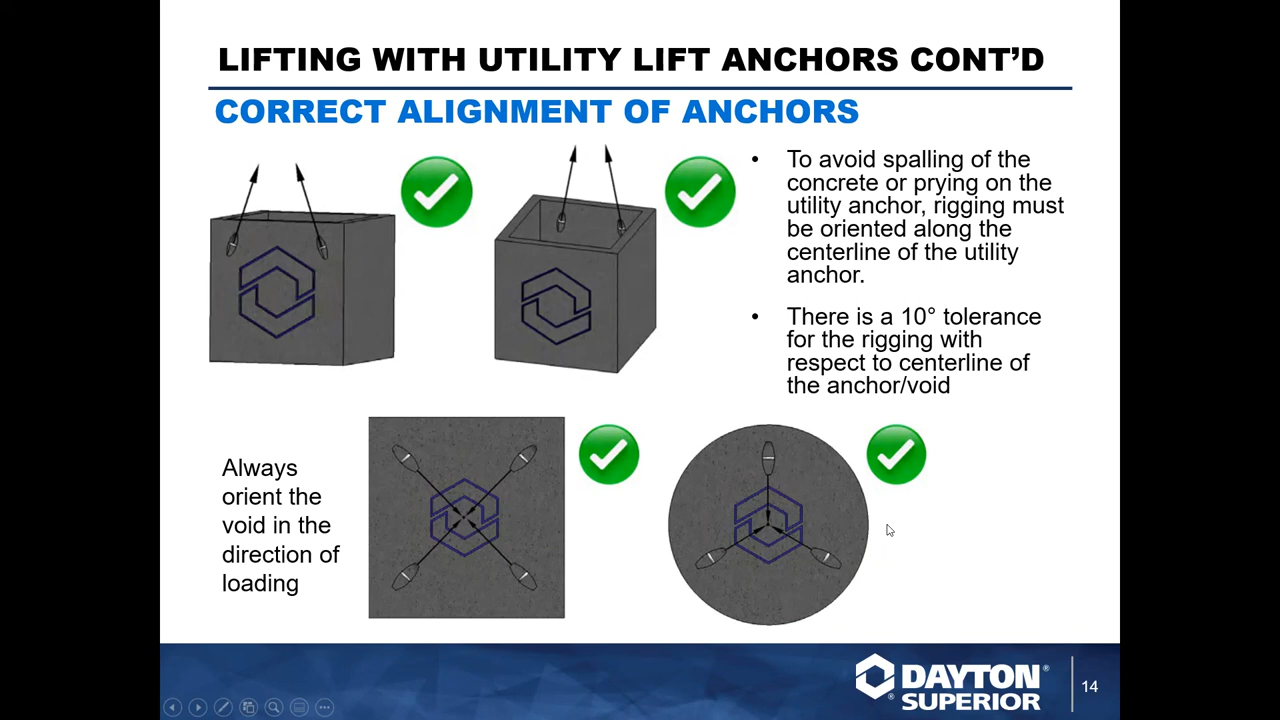 LIFTING WITH UTILITY LIFT ANCHORS CONT’D
CORRECT ALIGNMENT OF ANCHORS
• To avoid spalling of the
concrete or prying on the
utility anchor, rigging must
be oriented along the
centerline of the utility
anchor.
• There is a 10° tolerance
for the rigging with
respect to centerline of
the anchor/void
Always
orient the
void in the
direction of
loading
DAYTON®
®SUPERIOR
14